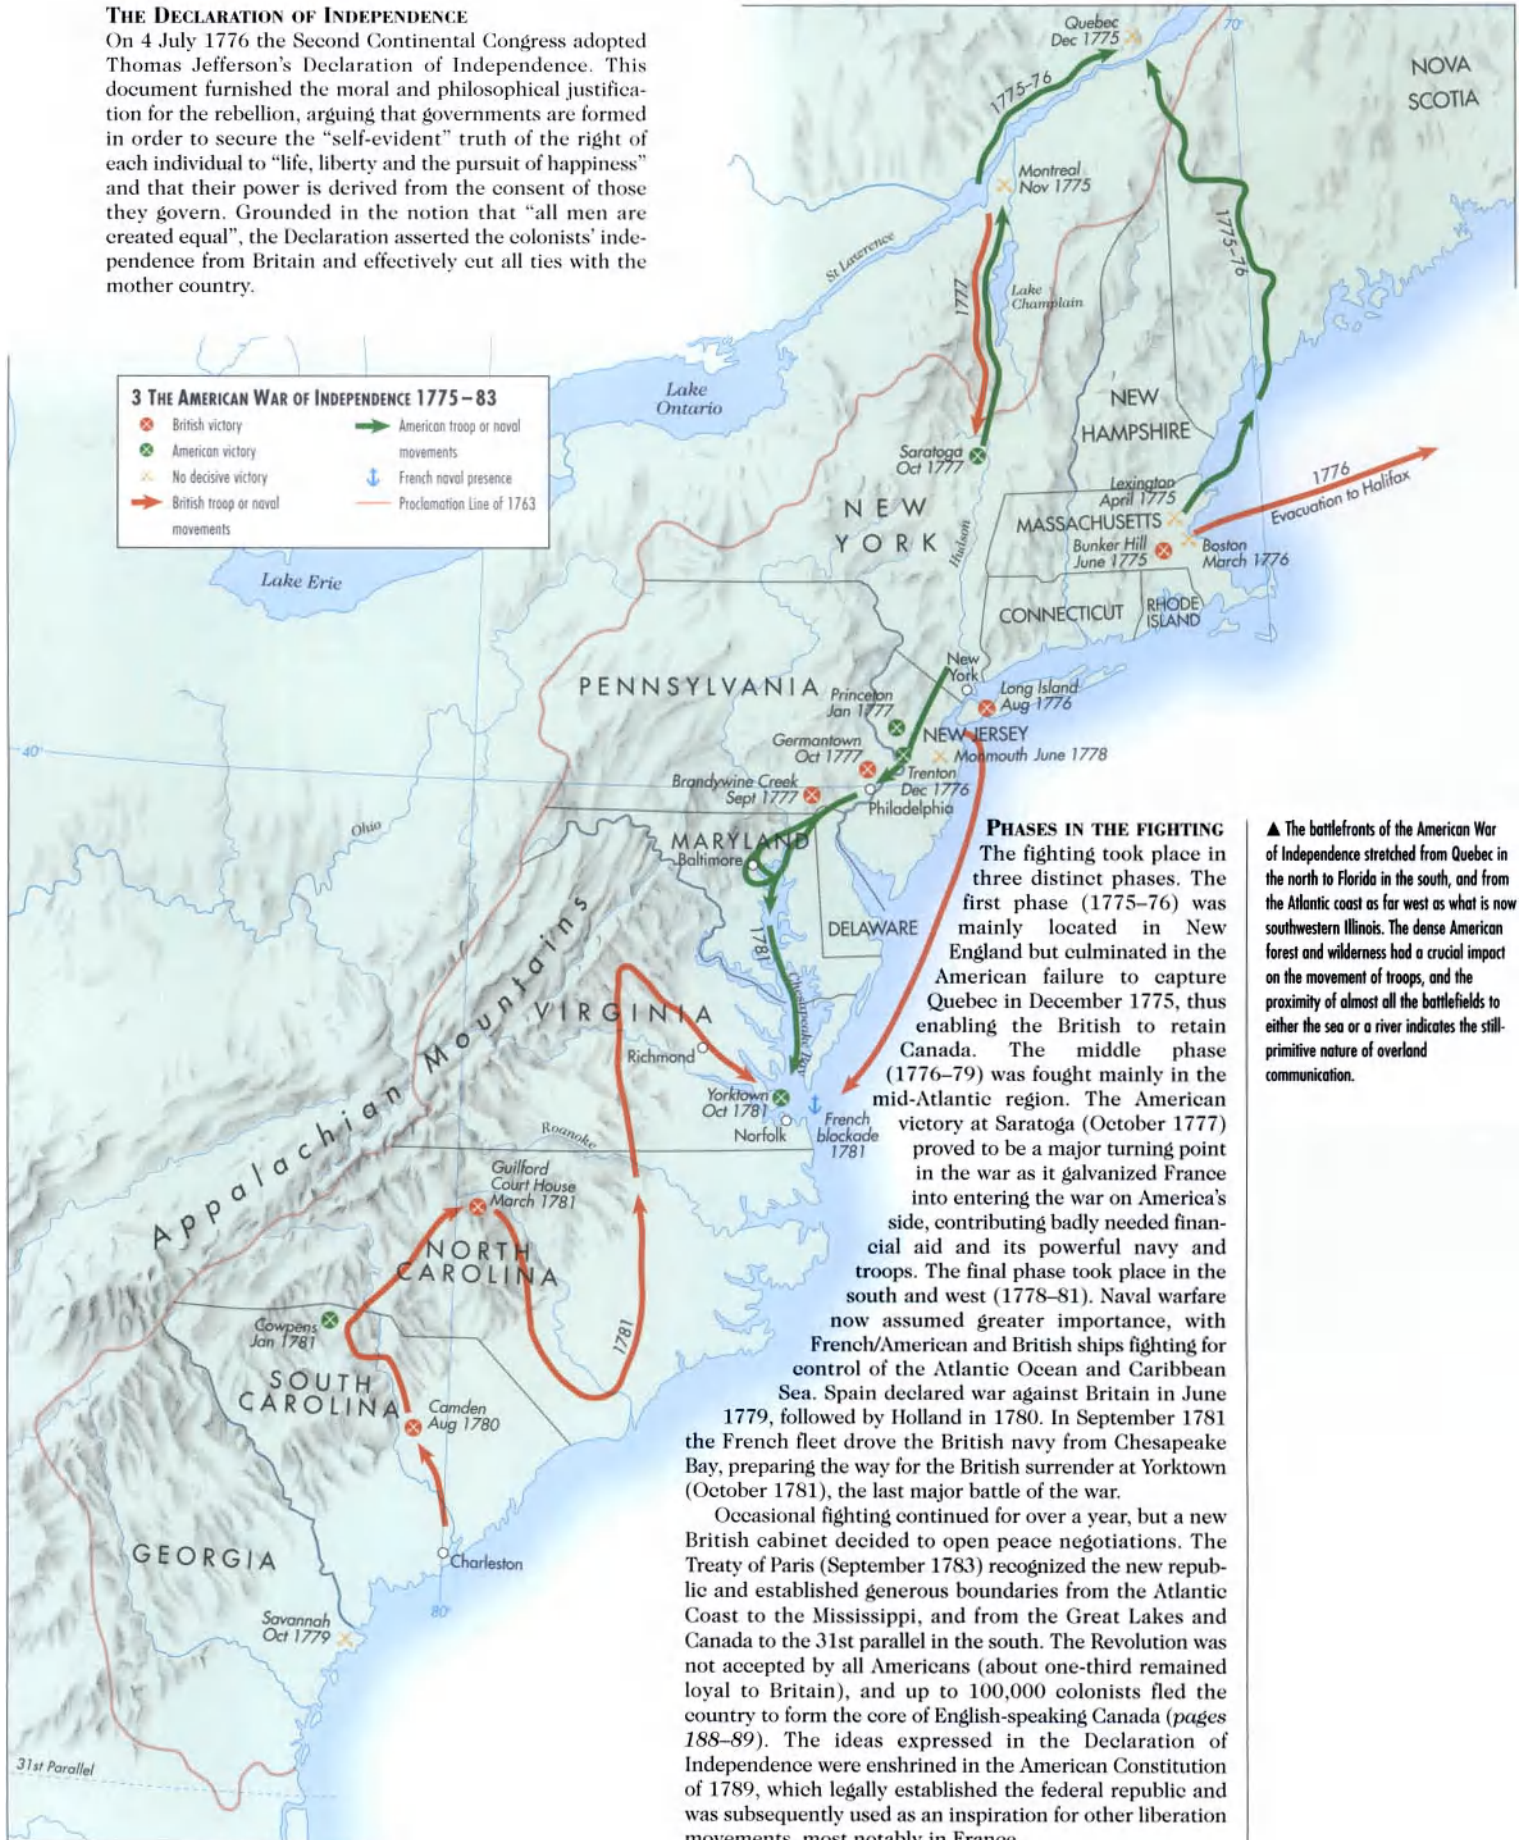 THE DECLARATION OF INDEPENDENCE
On 4 July 1776 the Second Continental Congress adopted
Thomas Jefferson's Declaration of Independence. This
document furnished the moral and philosophical justifica-
tion for the rebellion, arguing that governments are formed
in order to secure the "self-evident" truth of the right of
each individual to "life, liberty and the pursuit of happiness"
and that their power is derived from the consent of those
they govern. Grounded in the notion that "all men are
created equal", the Declaration asserted the colonists' inde-
pendence from Britain and effectively cut all ties with the
mother country.
3 THE AMERICAN WAR OF INDEPENDENCE 1775–83
British victory
American victory
No decisive victory
British troop or naval
movements
American troop or naval
movements
French naval presence
Proclamation Line of 1763
Quebec
Dec 1775
70°
NOVA
SCOTIA
1775–76
Montreal
Nov 1775
1775–76
St Lawrence
1777
Lake
Champlain
Lake
Ontario
NEW
HAMPSHIRE
Saratoga
Oct 1777
Lexington
April 1775
1776
Evacuation to Halifax
NEW
YORK
Hudson
MASSACHUSETTS
Bunker Hill
June 1775
Boston
March 1776
Lake Erie
CONNECTICUT
RHODE
ISLAND
New
York
PENNSYLVANIA
Princeton
Jan 1777
Long Island
Aug 1776
NEW JERSEY
40°
Germantown
Oct 1777
Monmouth June 1778
Trenton
Dec 1776
Brandywine Creek
Sept 1777
Philadelphia
Ohio
MARYLAND
Baltimore
DELAWARE
1781
Chesapeake Bay
Appalachian Mountains
VIRGINIA
Richmond
Yorktown
Oct 1781
Norfolk
French
blockade
1781
Roanoke
Guilford
Court House
March 1781
NORTH
CAROLINA
1781
Cowpens
Jan 1781
SOUTH
CAROLINA
Camden
Aug 1780
GEORGIA
Charleston
80°
Savannah
Oct 1779
31st Parallel
PHASES IN THE FIGHTING
The fighting took place in
three distinct phases. The
first phase (1775–76) was
mainly located in New
England but culminated in the
American failure to capture
Quebec in December 1775, thus
enabling the British to retain
Canada. The middle phase
(1776–79) was fought mainly in the
mid-Atlantic region. The American
victory at Saratoga (October 1777)
proved to be a major turning point
in the war as it galvanized France
into entering the war on America's
side, contributing badly needed finan-
cial aid and its powerful navy and
troops. The final phase took place in the
south and west (1778–81). Naval warfare
now assumed greater importance, with
French/American and British ships fighting for
control of the Atlantic Ocean and Caribbean
Sea. Spain declared war against Britain in June
1779, followed by Holland in 1780. In September 1781
the French fleet drove the British navy from Chesapeake
Bay, preparing the way for the British surrender at Yorktown
(October 1781), the last major battle of the war.
Occasional fighting continued for over a year, but a new
British cabinet decided to open peace negotiations. The
Treaty of Paris (September 1783) recognized the new repub-
lic and established generous boundaries from the Atlantic
Coast to the Mississippi, and from the Great Lakes and
Canada to the 31st parallel in the south. The Revolution was
not accepted by all Americans (about one-third remained
loyal to Britain), and up to 100,000 colonists fled the
country to form the core of English-speaking Canada (pages
188–89). The ideas expressed in the Declaration of
Independence were enshrined in the American Constitution
of 1789, which legally established the federal republic and
was subsequently used as an inspiration for other liberation
movements, most notably in France.
▲ The battlefronts of the American War
of Independence stretched from Quebec in
the north to Florida in the south, and from
the Atlantic coast as far west as what is now
southwestern Illinois. The dense American
forest and wilderness had a crucial impact
on the movement of troops, and the
proximity of almost all the battlefields to
either the sea or a river indicates the still-
primitive nature of overland
communication.